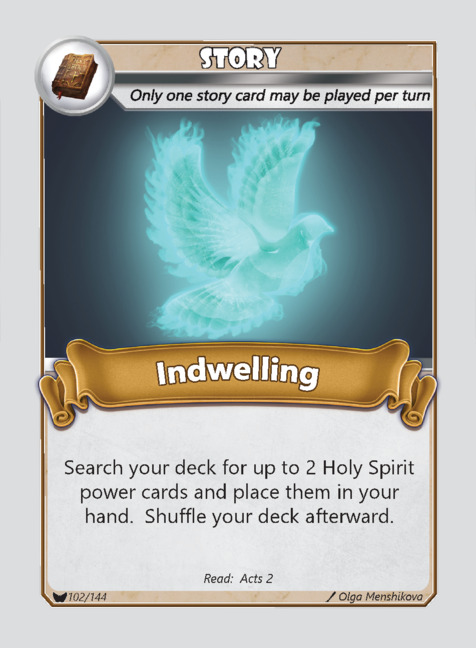 STORY
Only one story card may be played per turn
Indwelling
Search your deck for up to 2 Holy Spirit
power cards and place them in your
hand.  Shuffle your deck afterward.
Read:  Acts 2
102/144
Olga Menshikova